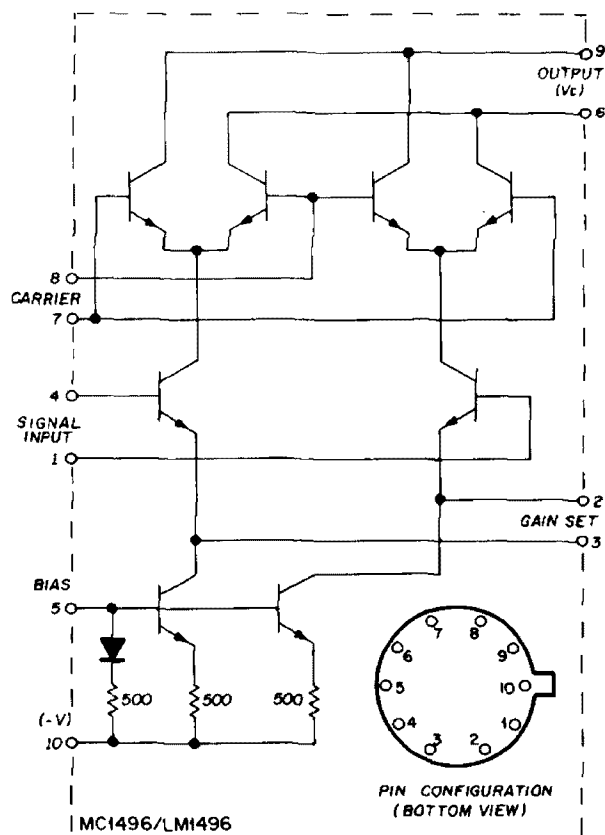 9
OUTPUT
(Vc)
6
8
CARRIER
7
4
SIGNAL
INPUT
1
2
GAIN SET
3
BIAS
5
500
500
500
(-V)
10
7
8
6
9
5
10
4
1
3
2
PIN CONFIGURATION
(BOTTOM VIEW)
MC1496/LM1496